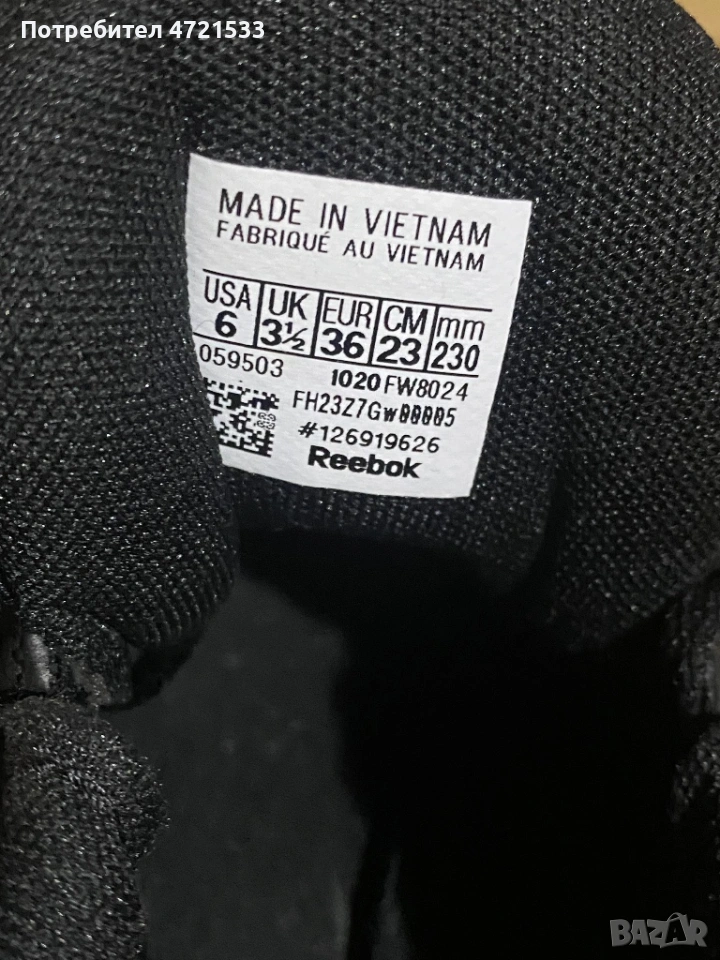 Потребител 4721533
MADE IN VIETNAM
FABRIQUÉ AU VIETNAM
USA UK EUR CM mm
6 3½ 36 23 230
059503 1020 FW8024
#126919626
Reebok
BAZAR